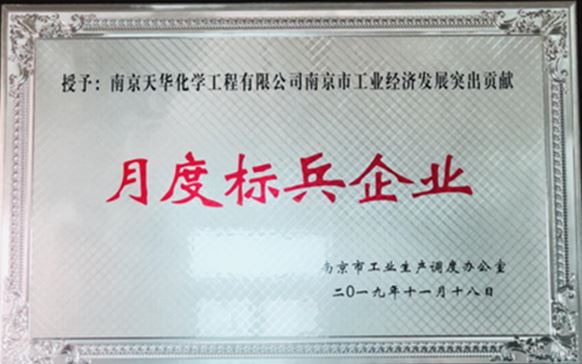 授予：南京天华化学工程有限公司南京市工业经济发展突出贡献
月度标兵企业
南京市工业生产调度办公室
二〇一九年十一月十八日